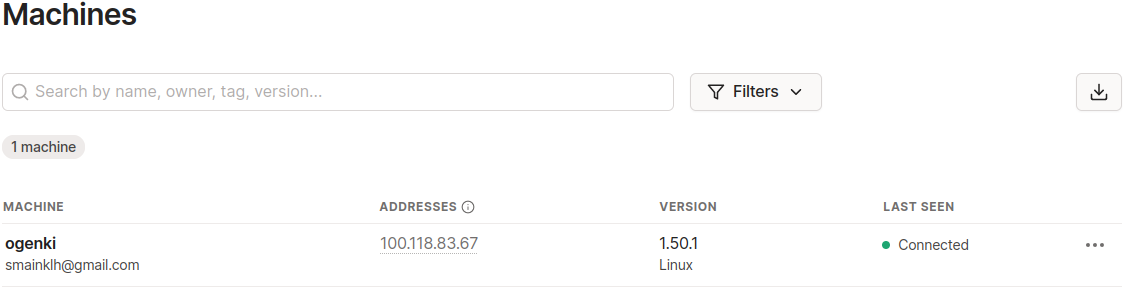 Machines
Search by name, owner, tag, version...
Filters
1 machine
MACHINE ADDRESSES VERSION LAST SEEN
ogenki 100.118.83.67 1.50.1 Connected
smainklh@gmail.com Linux